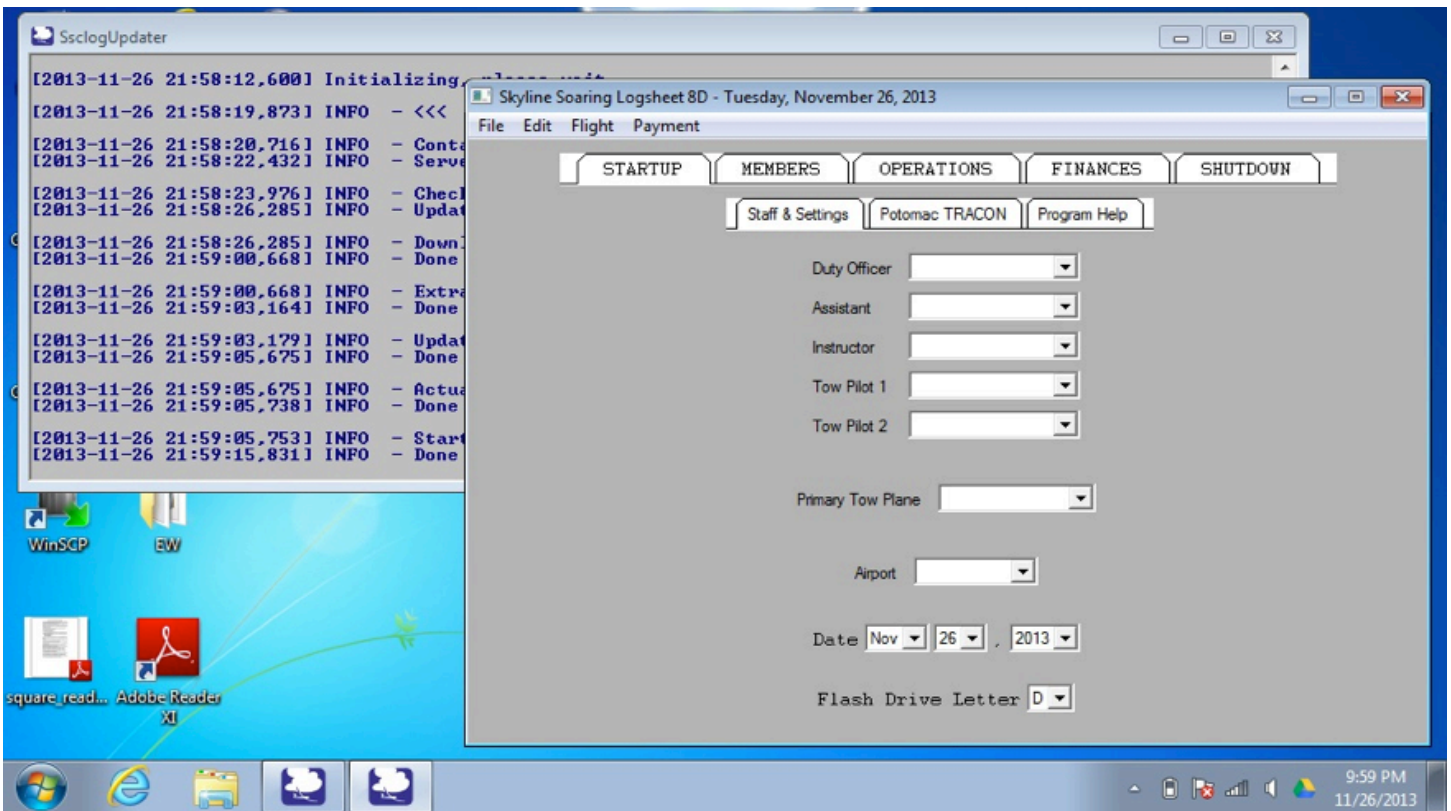 SsclogUpdater
[2013-11-26 21:58:12,600] Initializing, please wait
[2013-11-26 21:58:19,873] INFO - <<<
[2013-11-26 21:58:20,716] INFO - Conta
[2013-11-26 21:58:22,432] INFO - Serve
[2013-11-26 21:58:23,976] INFO - Check
[2013-11-26 21:58:26,285] INFO - Updat
[2013-11-26 21:58:26,285] INFO - Downl
[2013-11-26 21:59:00,668] INFO - Done
[2013-11-26 21:59:00,668] INFO - Extra
[2013-11-26 21:59:03,164] INFO - Done
[2013-11-26 21:59:03,179] INFO - Updat
[2013-11-26 21:59:05,675] INFO - Done
[2013-11-26 21:59:05,675] INFO - Actua
[2013-11-26 21:59:05,738] INFO - Done
[2013-11-26 21:59:05,753] INFO - Start
[2013-11-26 21:59:15,831] INFO - Done
Skyline Soaring Logsheet 8D - Tuesday, November 26, 2013
File Edit Flight Payment
STARTUP MEMBERS OPERATIONS FINANCES SHUTDOWN
Staff & Settings Potomac TRACON Program Help
Duty Officer
Assistant
Instructor
Tow Pilot 1
Tow Pilot 2
Primary Tow Plane
Airport
Date Nov 26 , 2013
Flash Drive Letter D
WinSCP EW
square_read... Adobe Reader
XI
9:59 PM
11/26/2013